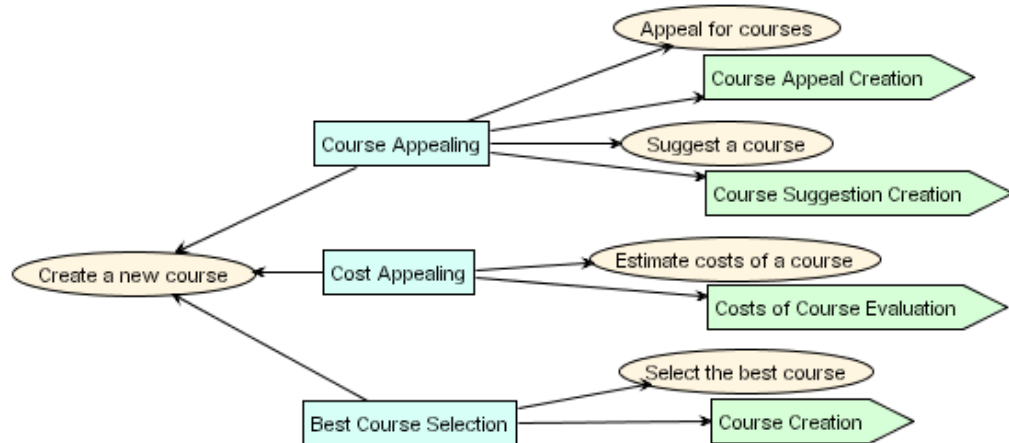 Appeal for courses
Course Appeal Creation
Course Appealing
Suggest a course
Course Suggestion Creation
Create a new course
Cost Appealing
Estimate costs of a course
Costs of Course Evaluation
Select the best course
Best Course Selection
Course Creation